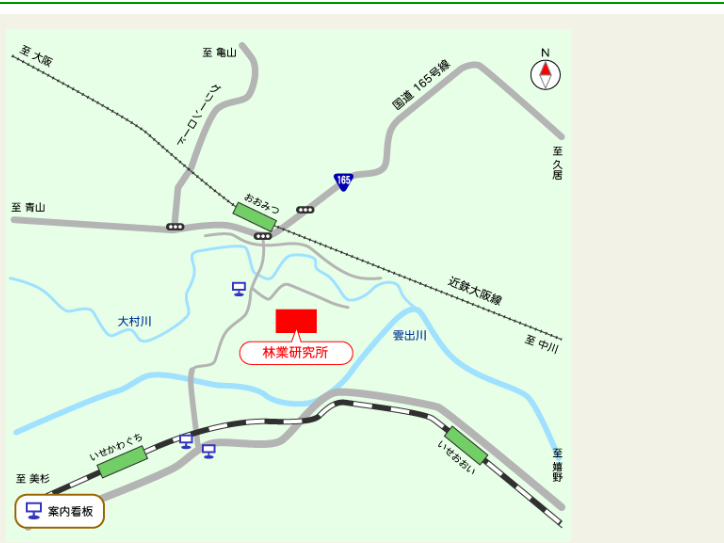 至 大阪
至 亀山
N
グリーンロード
国道 165号線
至 久居
165
おおみつ
至 青山
近鉄大阪線
大村川
雲出川
至 中川
林業研究所
いせかわぐち
いせおおい
至 美杉
至 嬉野
案内看板